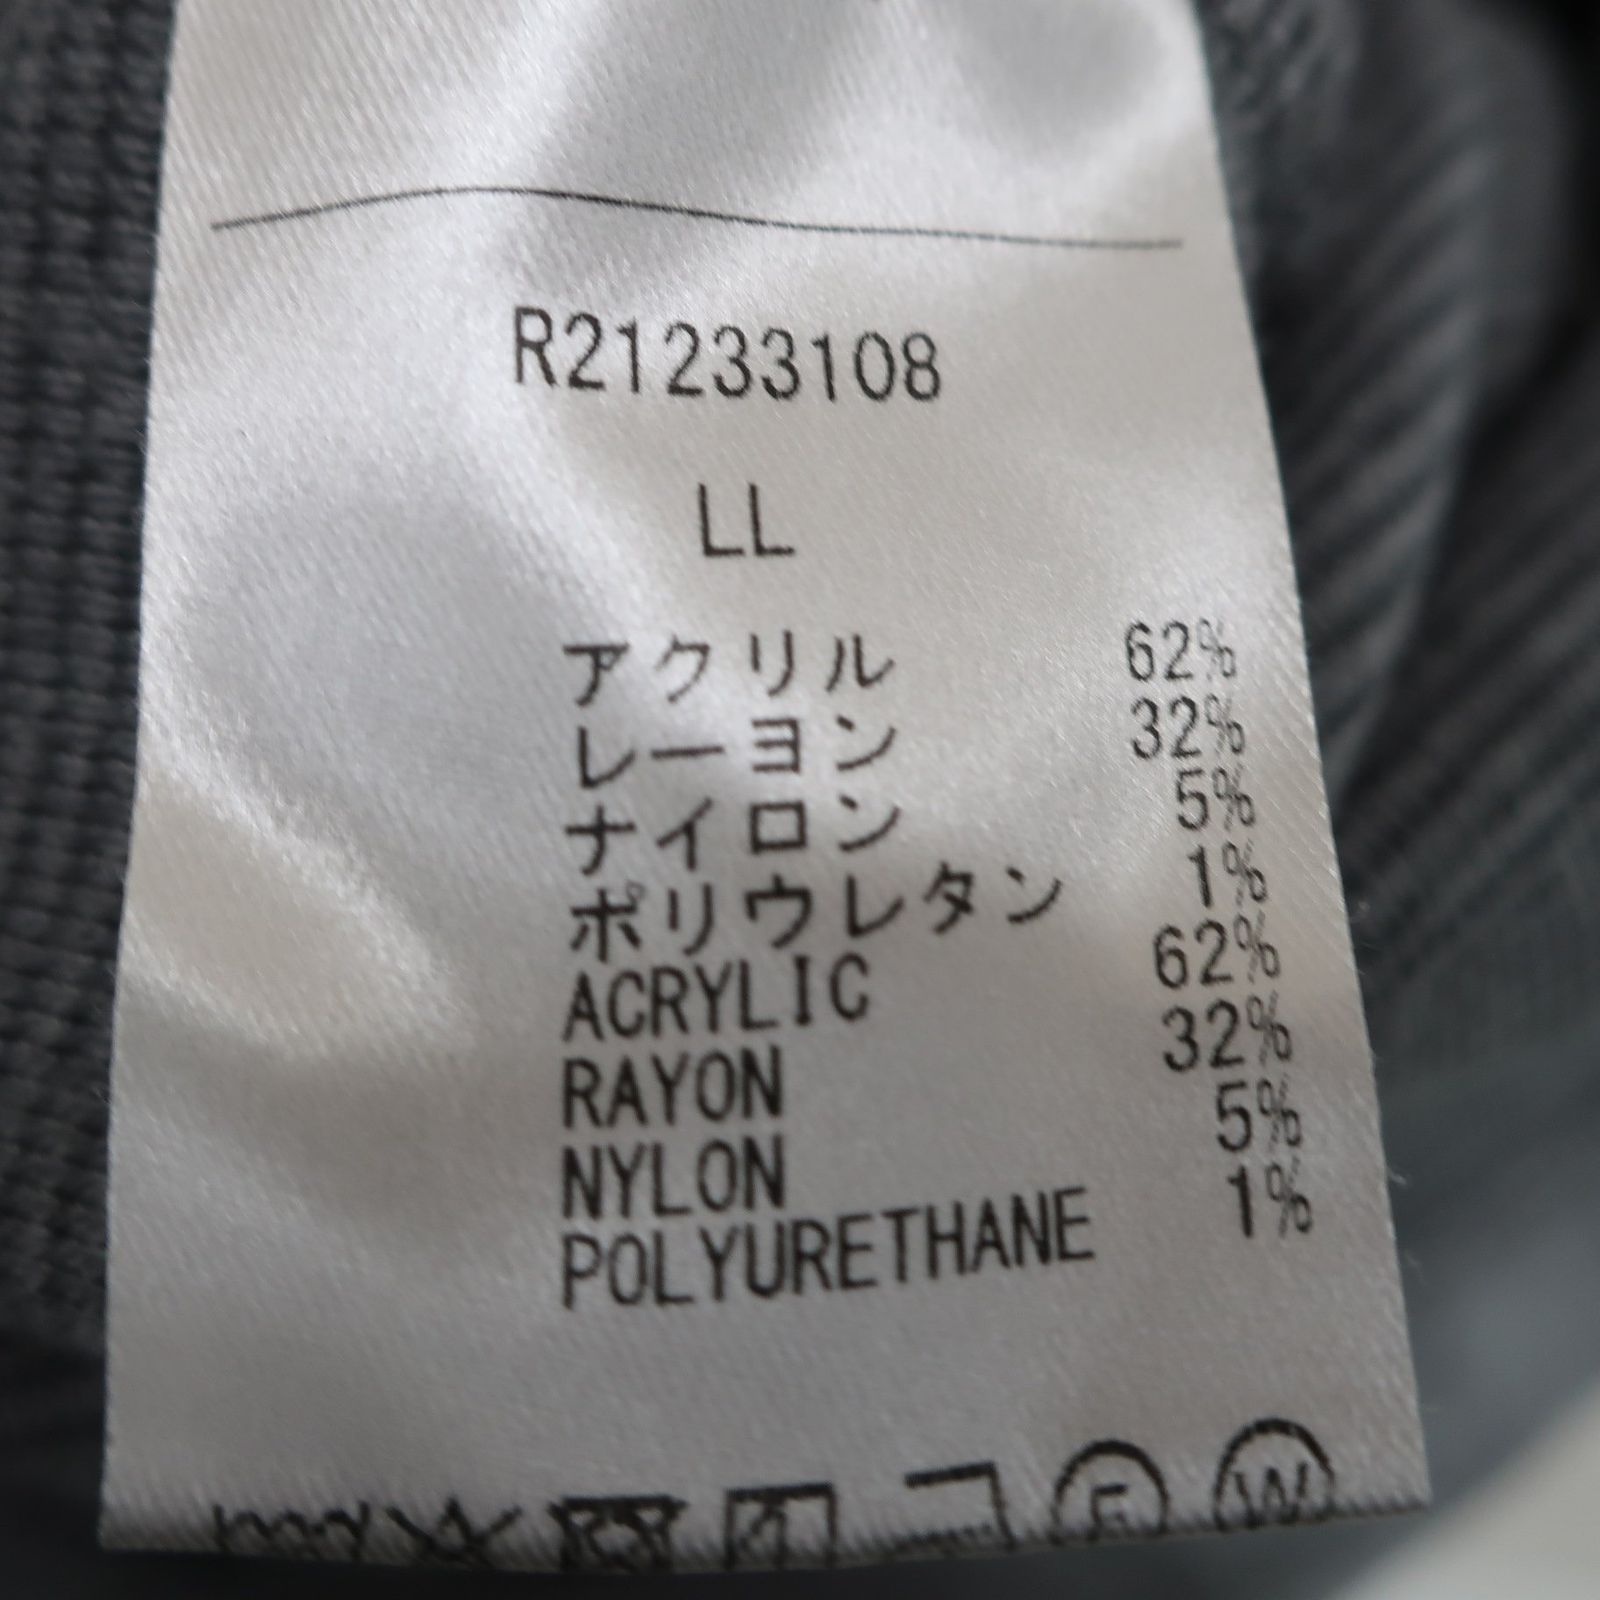 R21233108
LL
アクリル 62%
レーヨン 32%
ナイロン 5%
ポリウレタン 1%
ACRYLIC 62%
RAYON 32%
NYLON 5%
POLYURETHANE 1%
F W